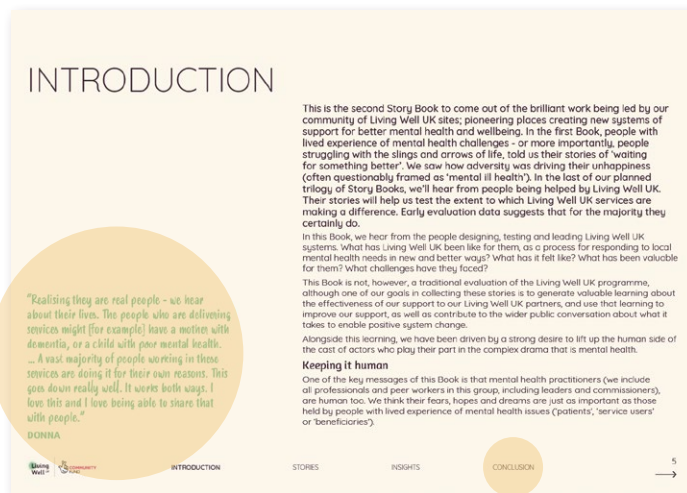 INTRODUCTION
This is the second Story Book to come out of the brilliant work being led by our
community of Living Well UK sites; pioneering places creating new systems of
support for better mental health and wellbeing. In the first Book, people with
lived experience of mental health challenges - or more importantly, people
struggling with the slings and arrows of life, told us their stories of ‘waiting
for something better’. We saw how adversity was driving their unhappiness
(often questionably framed as ‘mental ill health’). In the last of our planned
trilogy of Story Books, we’ll hear from people being helped by Living Well UK.
Their stories will help us test the extent to which Living Well UK services are
making a difference. Early evaluation data suggests that for the majority they
certainly do.
In this Book, we hear from the people designing, testing and leading Living Well UK
systems. What has Living Well UK been like for them, as a process for responding to local
mental health needs in new and better ways? What has it felt like? What has been valuable
for them? What challenges have they faced?
This Book is not, however, a traditional evaluation of the Living Well UK programme,
although one of our goals in collecting these stories is to generate valuable learning about
the effectiveness of our support to our Living Well UK partners, and use that learning to
improve our support, as well as contribute to the wider public conversation about what it
takes to enable positive system change.
Alongside this learning, we have been driven by a strong desire to lift up the human side of
the cast of actors who play their part in the complex drama that is mental health.
Keeping it human
One of the key messages of this Book is that mental health practitioners (we include
all professionals and peer workers in this group, including leaders and commissioners),
are human too. We think their fears, hopes and dreams are just as important as those
held by people with lived experience of mental health issues (‘patients’, ‘service users’
or ‘beneficiaries’).
“Realising they are real people - we hear
about their lives. The people who are delivering
services might [for example] have a mother with
dementia, or a child with poor mental health.
... A vast majority of people working in these
services are doing it for their own reasons. This
goes down really well. It works both ways. I
love this and I love being able to share that
with people.”
DONNA
Living
Well UK
COMMUNITY
FUND
INTRODUCTION
STORIES
INSIGHTS
CONCLUSION
5